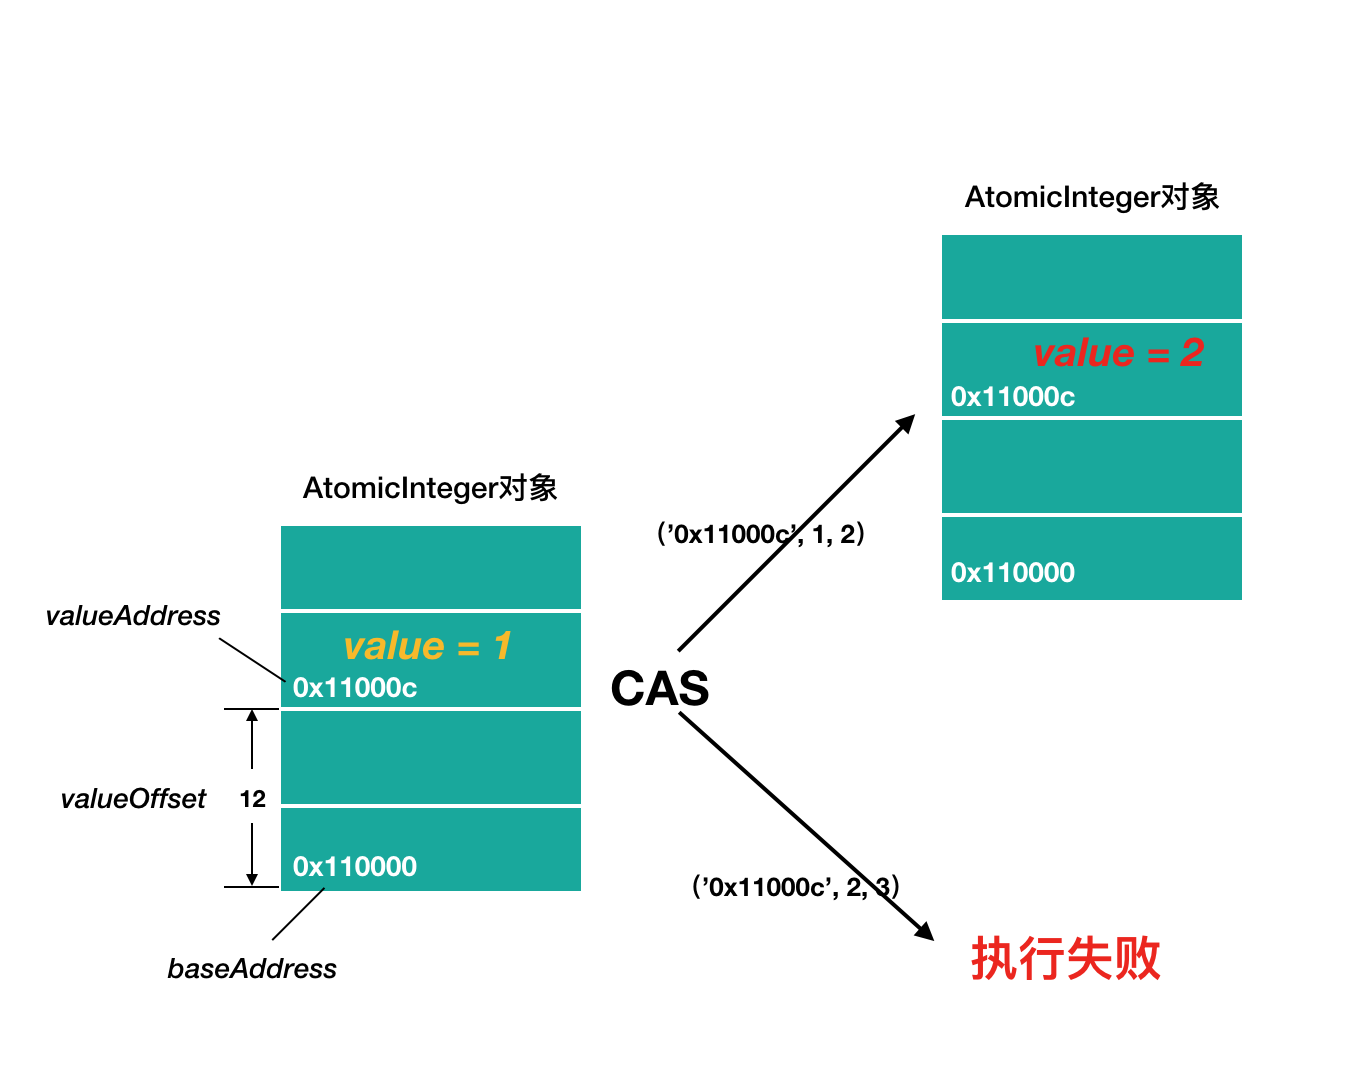 AtomicInteger对象
value = 2
0x11000c
0x110000
AtomicInteger对象
valueAddress
value = 1
0x11000c
valueOffset
12
0x110000
baseAddress
CAS
(’0x11000c’, 1, 2)
(’0x11000c’, 2, 3)
执行失败